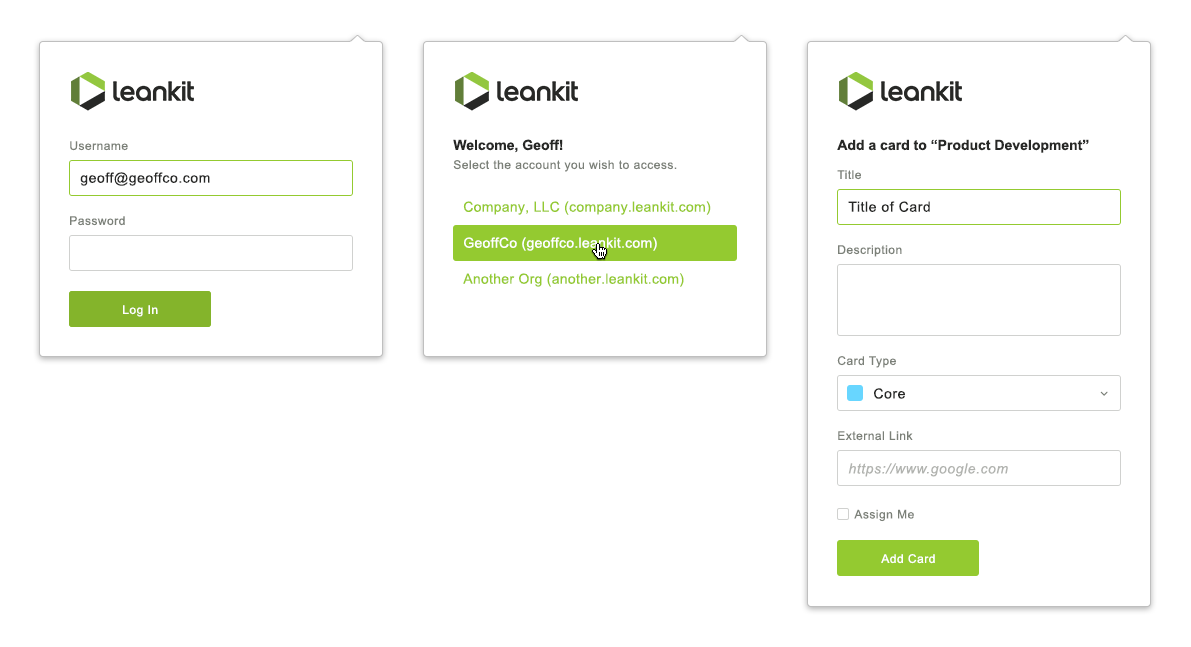 leankit
Username
geoff@geoffco.com
Password
Log In
leankit
Welcome, Geoff!
Select the account you wish to access.
Company, LLC (company.leankit.com)
GeoffCo (geoffco.leankit.com)
Another Org (another.leankit.com)
leankit
Add a card to “Product Development”
Title
Title of Card
Description
Card Type
Core
External Link
https://www.google.com
Assign Me
Add Card